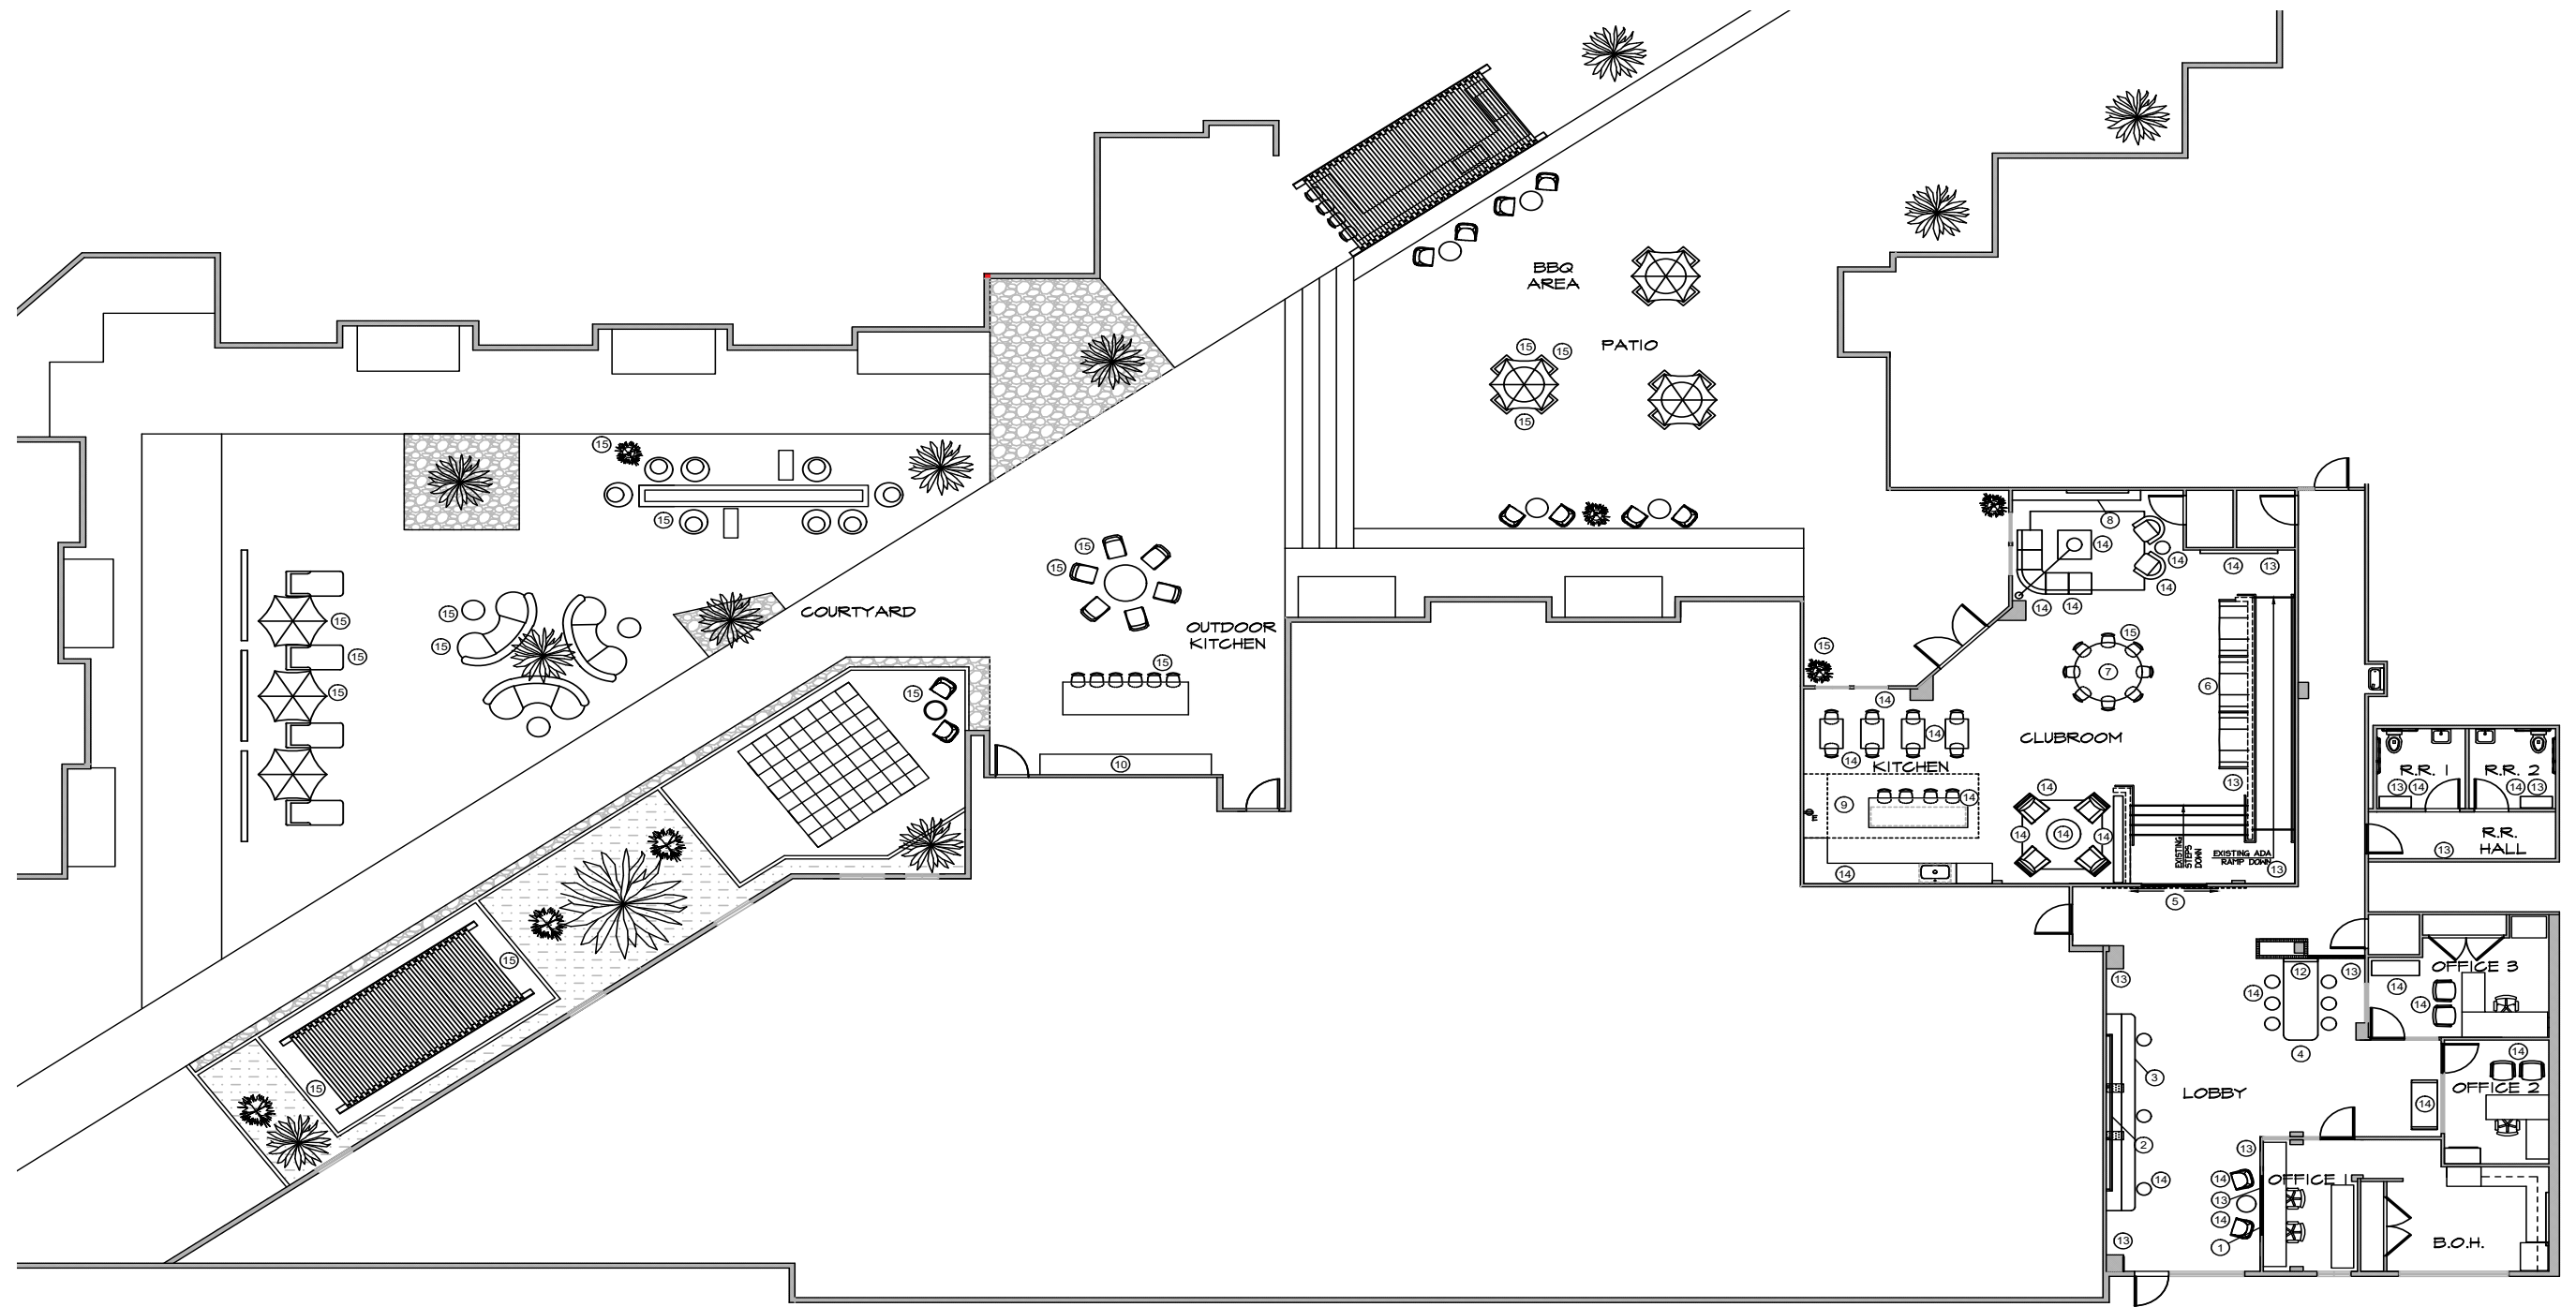 BBQ
AREA
PATIO
15
15
15
15
15
COURTYARD
15
15
OUTDOOR
KITCHEN
15
15
15
15
15
15
15
15
10
15
15
8
14
14
14
14
13
14
14
15
7
6
15
14
CLUBROOM
14
14
KITCHEN
13
9
14
E
14
14
14
14
14
EXISTING
STEPS
DOWN
EXISTING ADA
RAMP DOWN
13
5
R.R. 1
R.R. 2
13
14
14
13
R.R.
HALL
13
OFFICE 3
12
13
13
14
14
14
4
14
OFFICE 2
3
LOBBY
14
2
13
14
14
OFFICE 1
13
14
1
13
B.O.H.